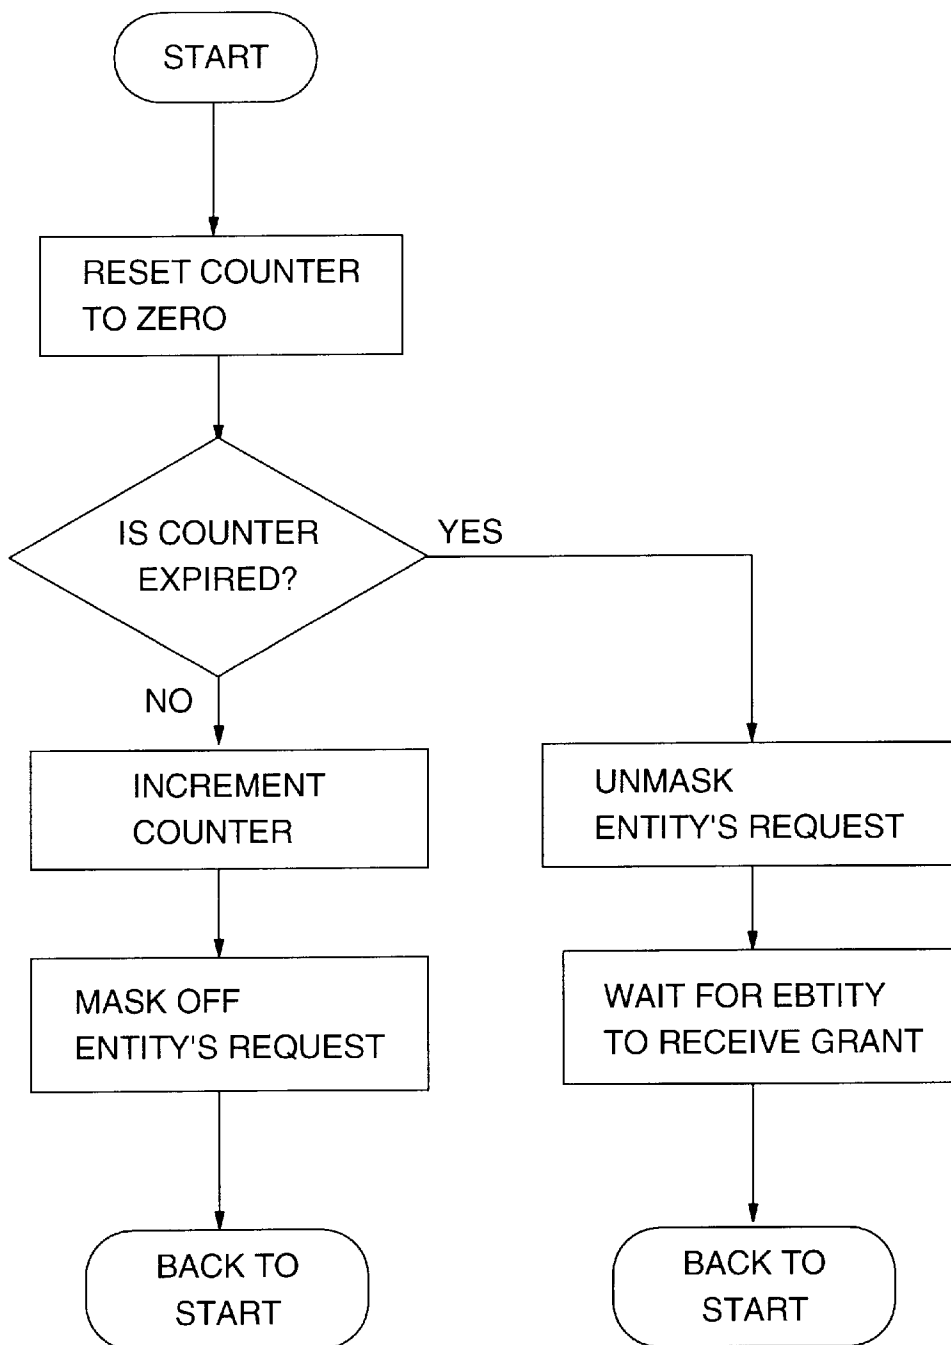 START
RESET COUNTER
TO ZERO
IS COUNTER
EXPIRED?
YES
NO
INCREMENT
COUNTER
UNMASK
ENTITY'S REQUEST
MASK OFF
ENTITY'S REQUEST
WAIT FOR EBTITY
TO RECEIVE GRANT
BACK TO
START
BACK TO
START